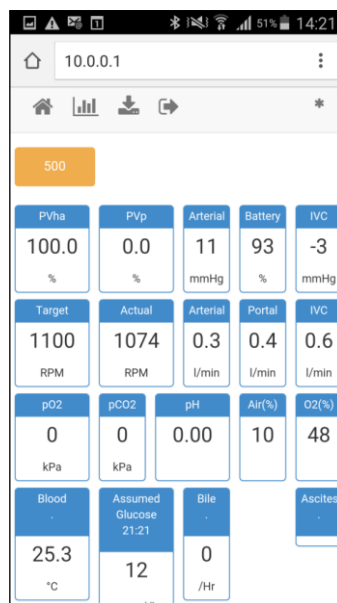 1 51% 14:21
10.0.0.1
*
500
PVha PVp Arterial Battery IVC
100.0 0.0 11 93 -3
% % mmHg % mmHg
Target Actual Arterial Portal IVC
1100 1074 0.3 0.4 0.6
RPM RPM l/min l/min l/min
pO2 pCO2 pH Air(%) O2(%)
0 0 0.00 10 48
kPa kPa
Blood Assumed Bile Ascites
. Glucose . .
21:21
25.3 12 0
°C /Hr